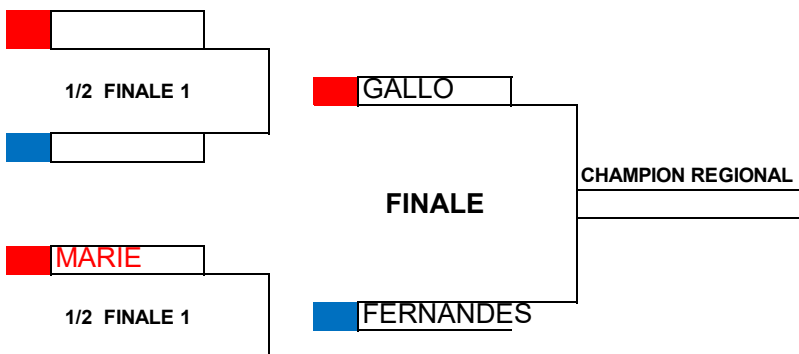 1/2 FINALE 1
GALLO
CHAMPION REGIONAL
FINALE
MARIE
1/2 FINALE 1
FERNANDES